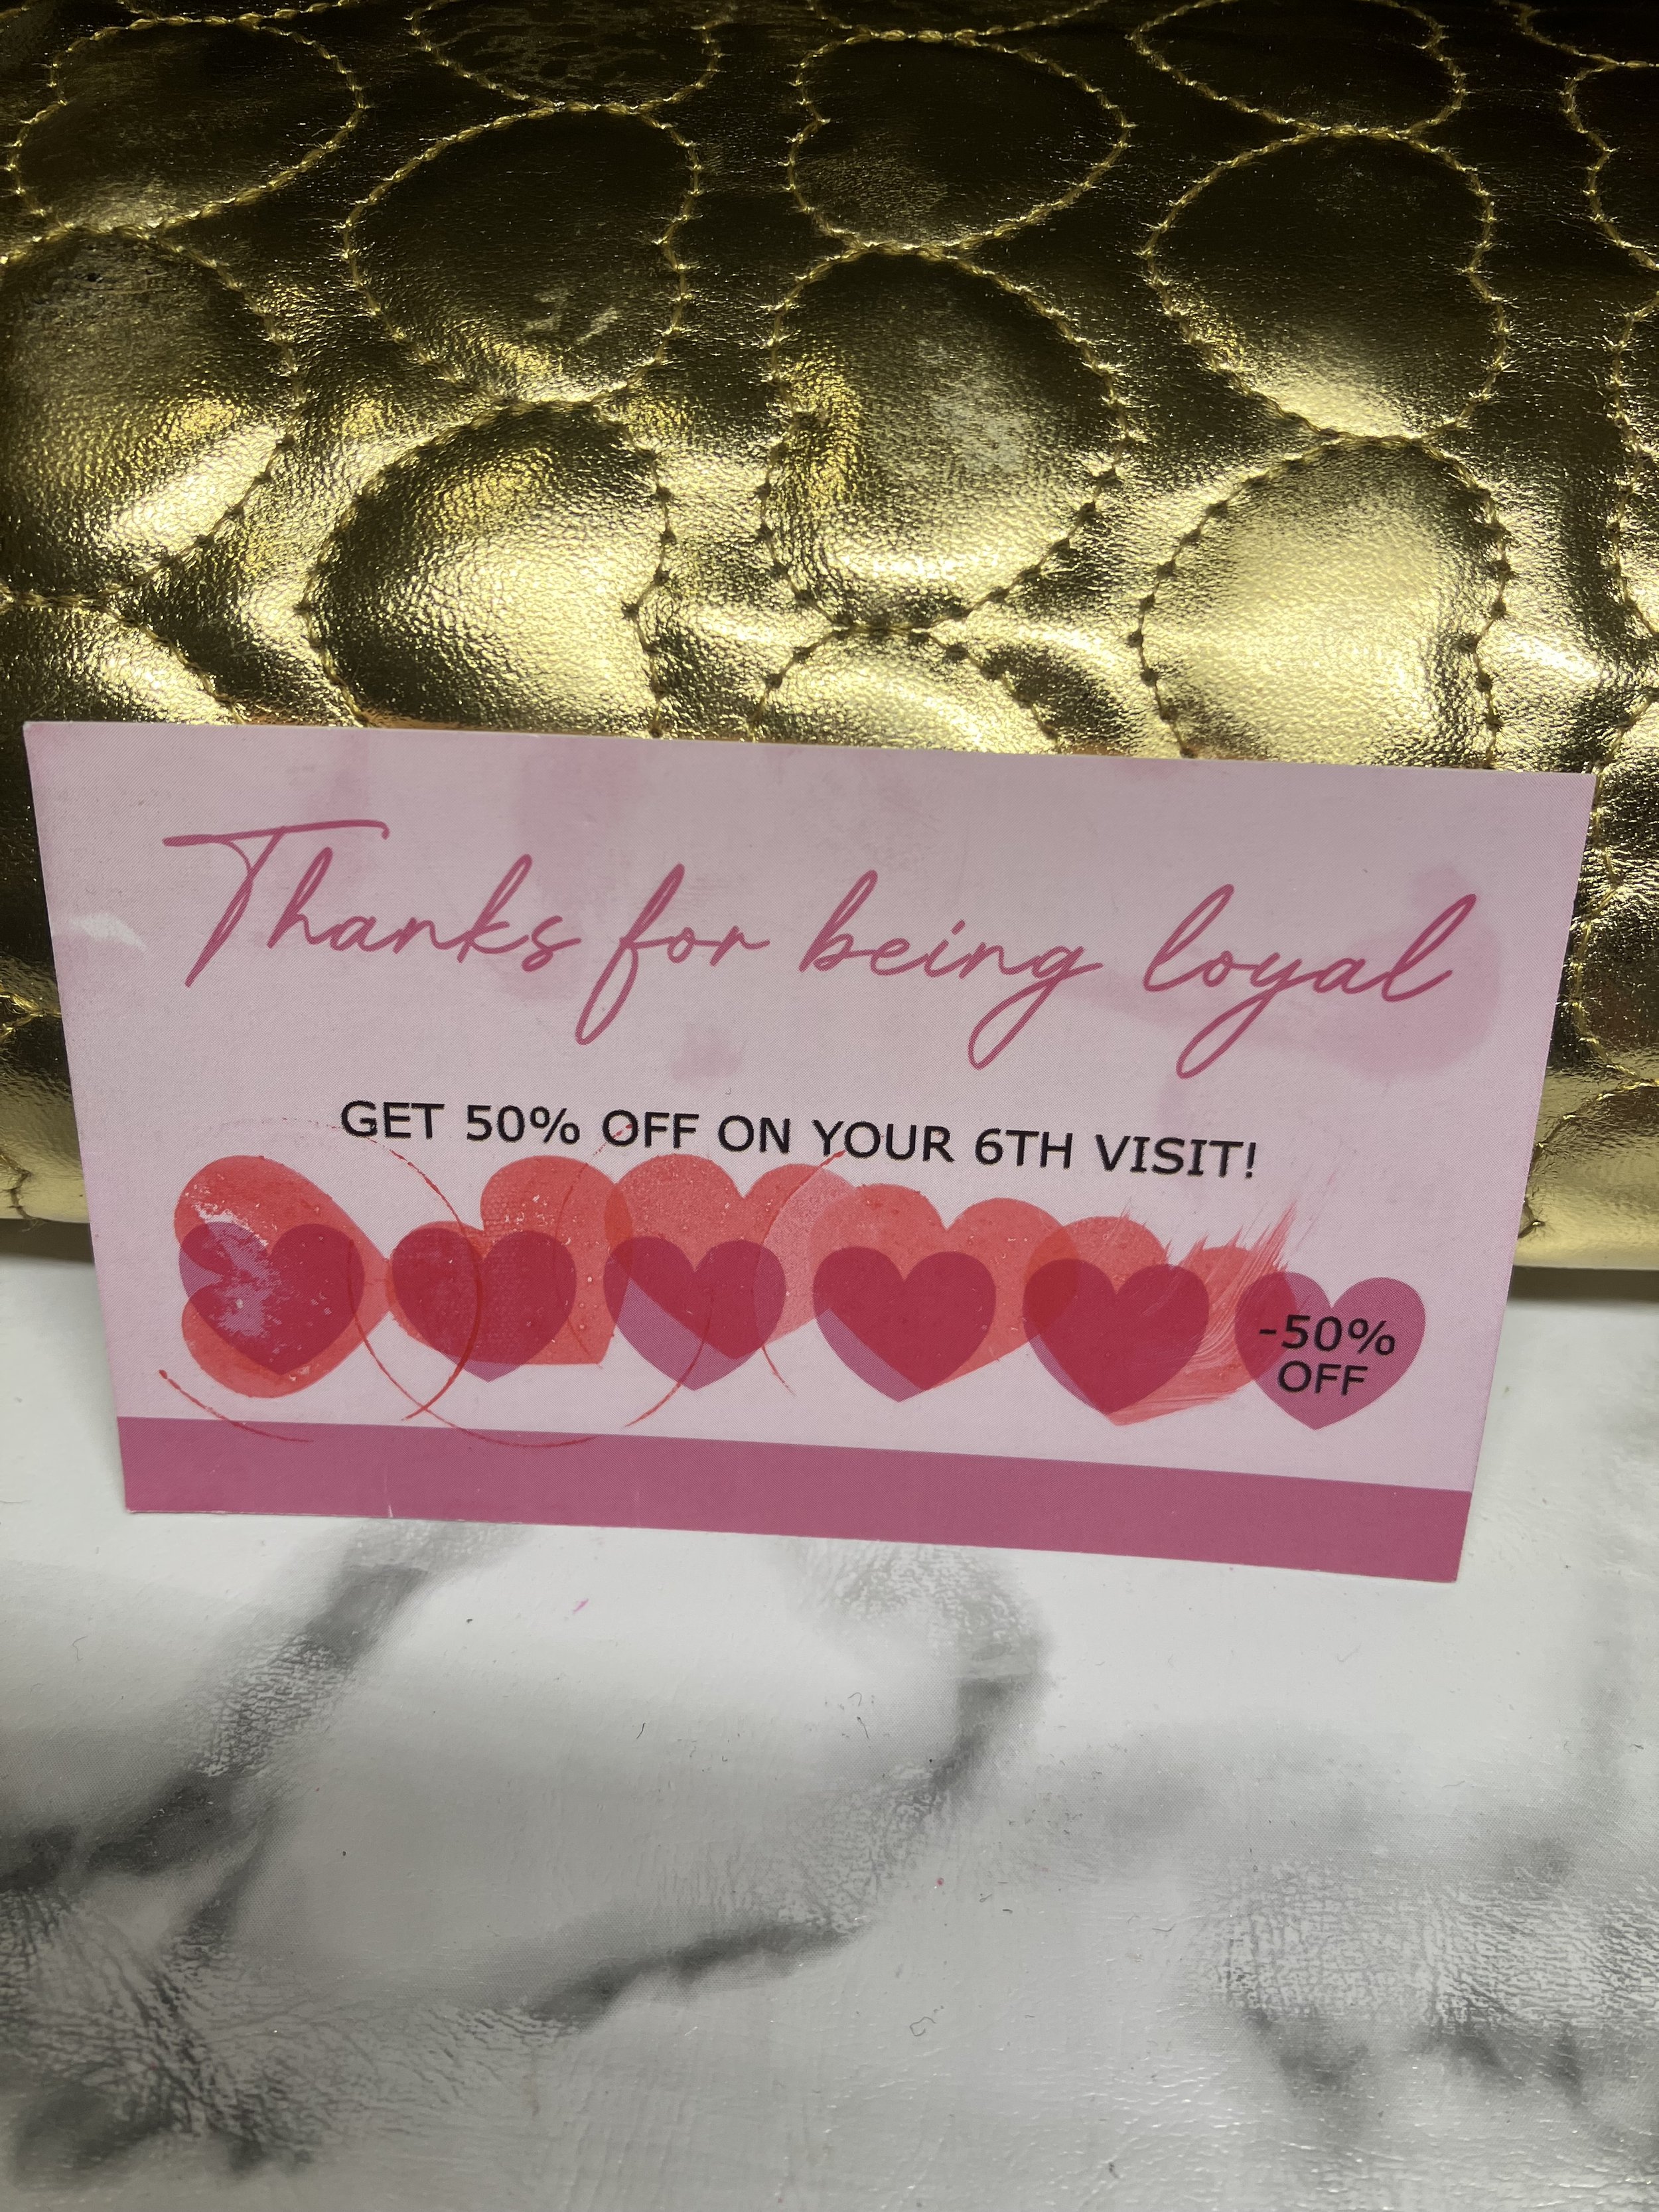 Thanks for being loyal
GET 50% OFF ON YOUR 6TH VISIT!
-50%
OFF